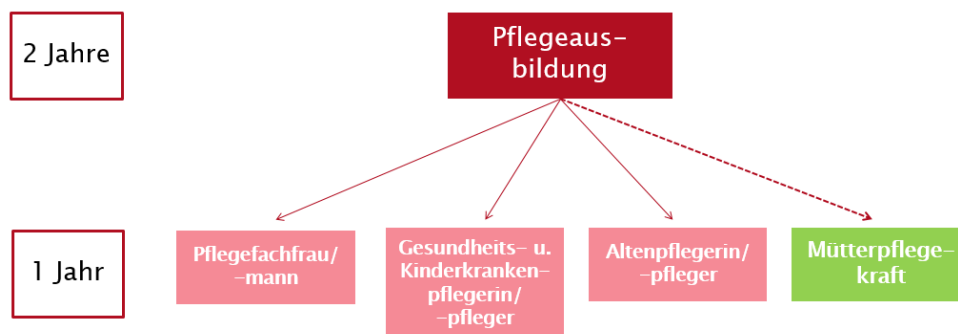 2 Jahre
Pflegeaus-
bildung
1 Jahr
Pflegefachfrau/
-mann
Gesundheits- u.
Kinderkranken-
pflegerin/
-pfleger
Altenpflegerin/
-pfleger
Mütterpflege-
kraft